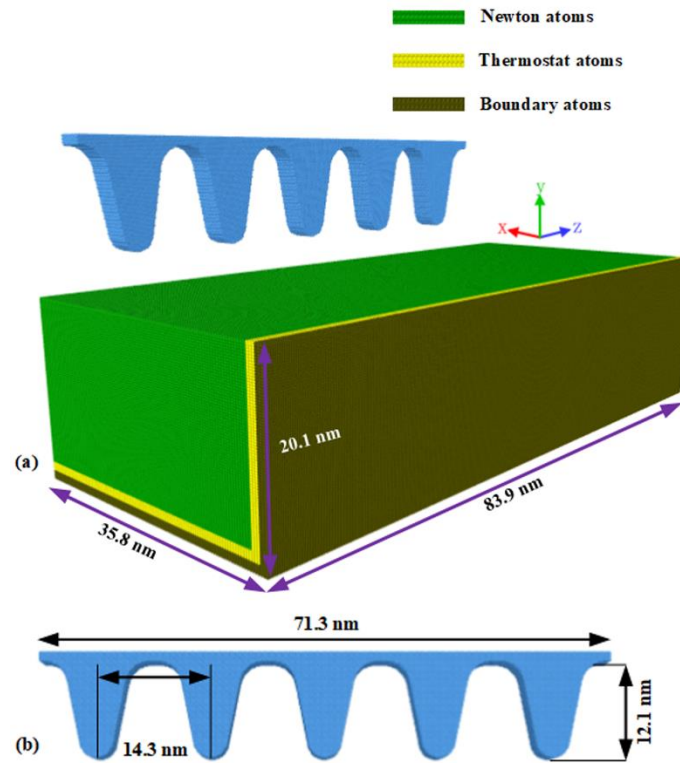 Newton atoms
Thermostat atoms
Boundary atoms
y
x
z
20.1 nm
(a)
35.8 nm
83.9 nm
71.3 nm
14.3 nm
12.1 nm
(b)